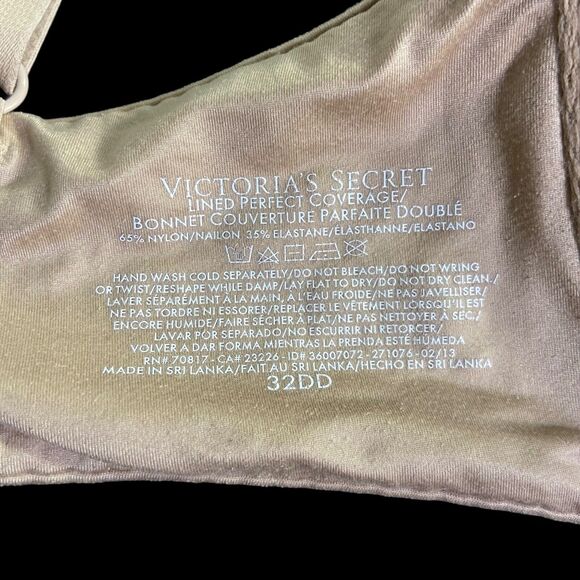 VICTORIA'S SECRET
LINED PERFECT COVERAGE/
BONNET COUVERTURE PARFAITE DOUBLÉ
65% NYLON/NAILON 35% ELASTANE/ÉLASTHANNE/ELASTANO
HAND WASH COLD SEPARATELY/DO NOT BLEACH/DO NOT WRING
OR TWIST/RESHAPE WHILE DAMP/LAY FLAT TO DRY/DO NOT DRY CLEAN./
LAVER SÉPARÉMENT À LA MAIN, A L'EAU FROIDE/NE PAS JAVELLISER/
NE PAS TORDRE NI ESSORER/REPLACER LE VÊTEMENT LORSQU'IL EST
ENCORE HUMIDE/FAIRE SÉCHER À PLAT/NE PAS NETTOYER À SEC./
LAVAR POR SEPARADO/NO ESCURRIR NI RETORCER/
VOLVER A DAR FORMA MIENTRAS LA PRENDA ESTÉ HÚMEDA
RN# 70817 - CA# 23226 - ID# 36007072 - 271076 - 02/13
MADE IN SRI LANKA/FAIT AU SRI LANKA/HECHO EN SRI LANKA
32DD